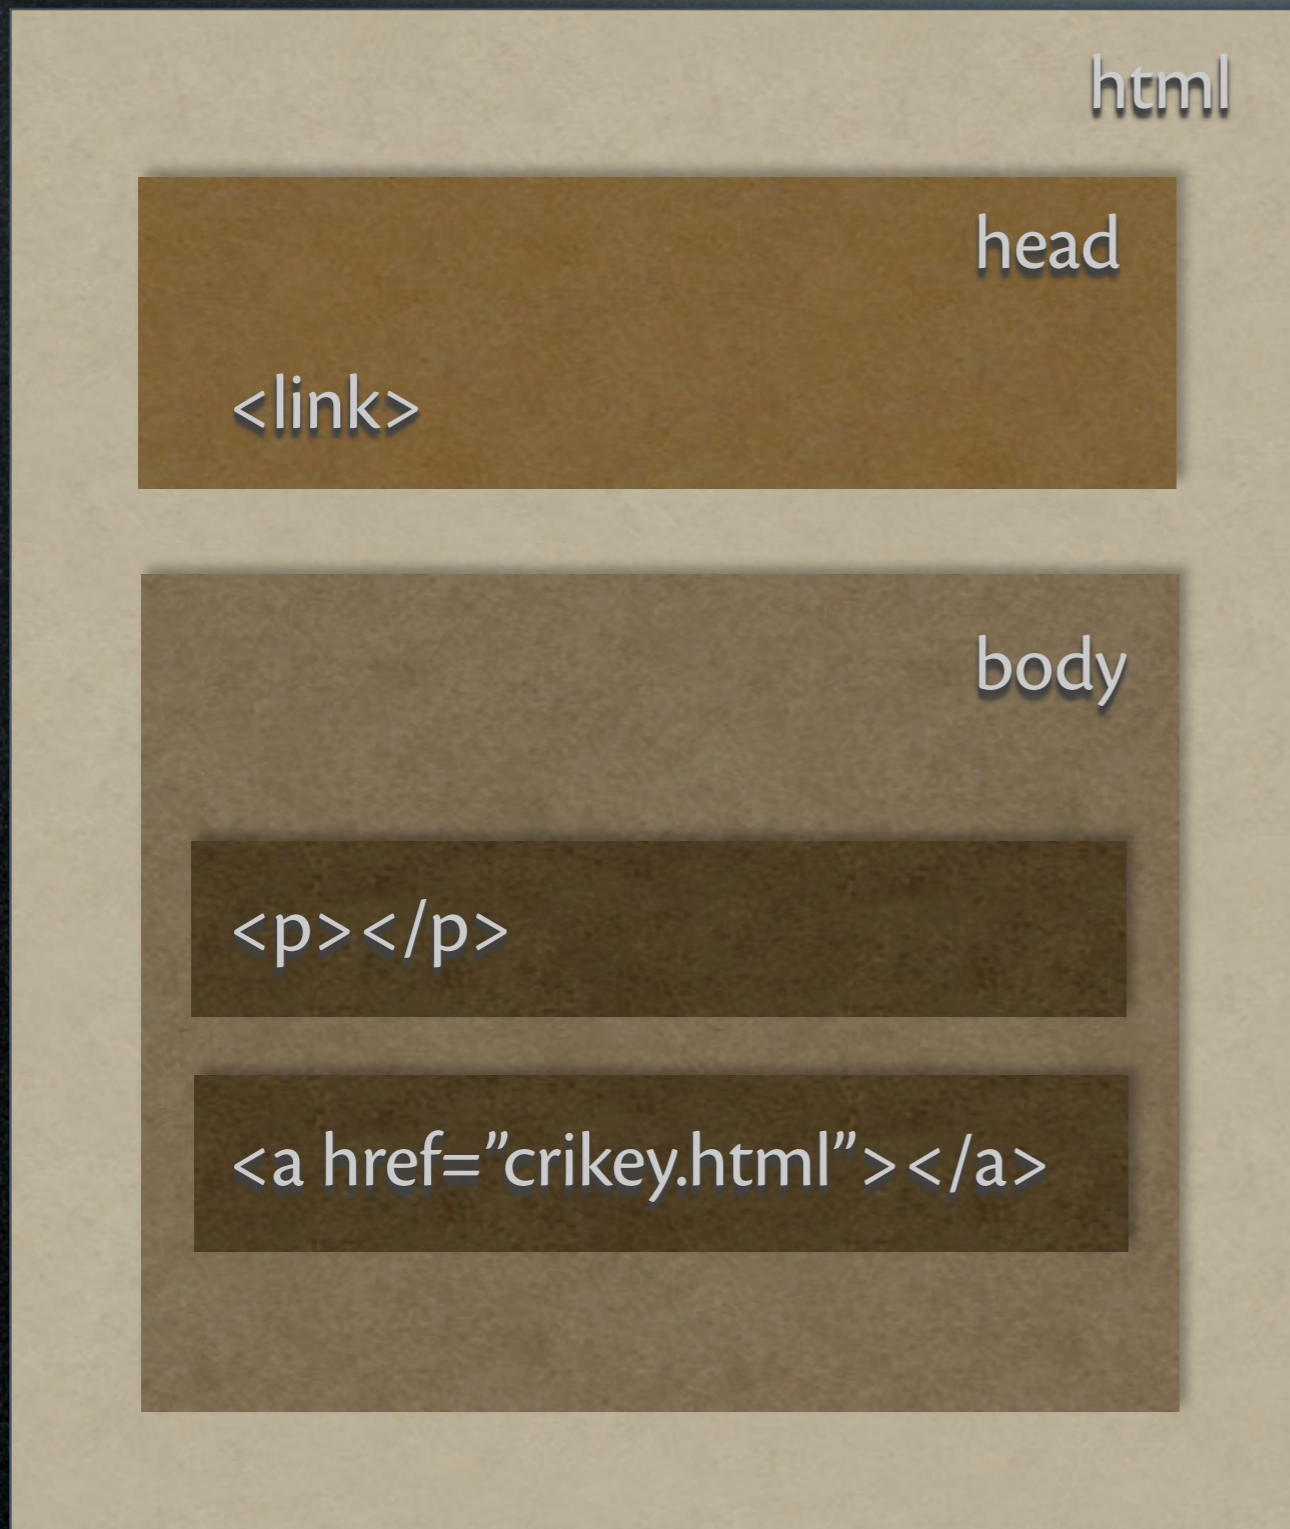 html
head
<link>
body
<p></p>
<a href=”crikey.html”></a>